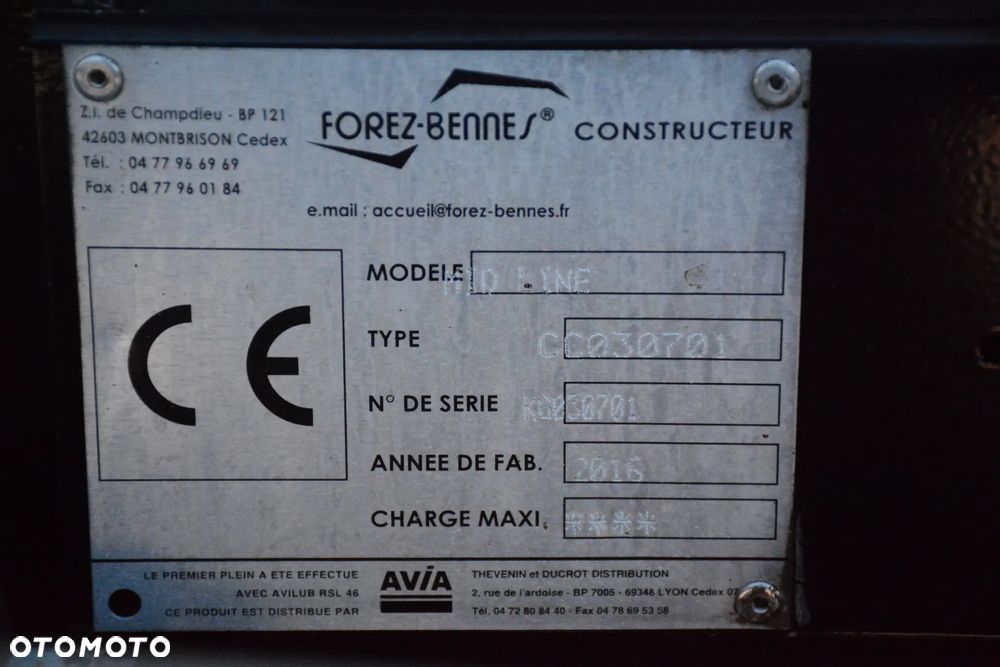 Z.I. de Champdieu - BP 121
42603 MONTBRISON Cedex
Tél. : 04 77 96 69 69
Fax : 04 77 96 01 84
FOREZ-BENNES® CONSTRUCTEUR
e.mail : accueil@forez-bennes.fr
CE
MODELE MID LINE
TYPE CC030701
N° DE SERIE KG030701
ANNEE DE FAB. 2016
CHARGE MAXI. ****
LE PREMIER PLEIN A ETE EFFECTUE
AVEC AVILUB RSL 46
CE PRODUIT EST DISTRIBUE PAR
AVIA
THEVENIN et DUCROT DISTRIBUTION
2, rue de l'ardoise - BP 7005 - 69348 LYON Cedex 07
Tél. 04 72 80 84 40 - Fax 04 78 69 53 58
OTOMOTO